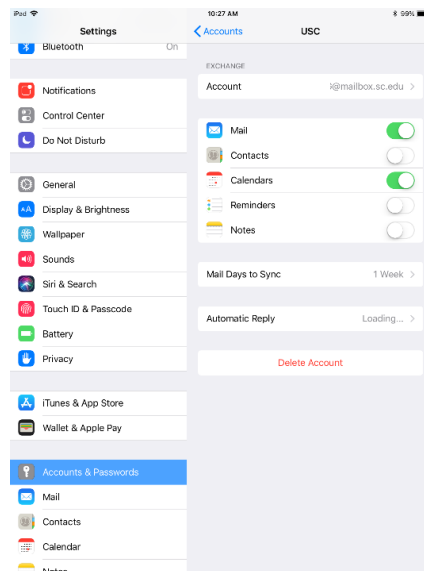 iPad
10:27 AM
99%
Settings
Accounts
USC
Bluetooth
On
Notifications
Control Center
Do Not Disturb
General
Display & Brightness
AA
Wallpaper
Sounds
Siri & Search
Touch ID & Passcode
Battery
Privacy
iTunes & App Store
Wallet & Apple Pay
Accounts & Passwords
Mail
Contacts
Calendar
Notes
EXCHANGE
Account
@mailbox.sc.edu
Mail
Contacts
Calendars
Reminders
Notes
Mail Days to Sync
1 Week
Automatic Reply
Loading...
Delete Account